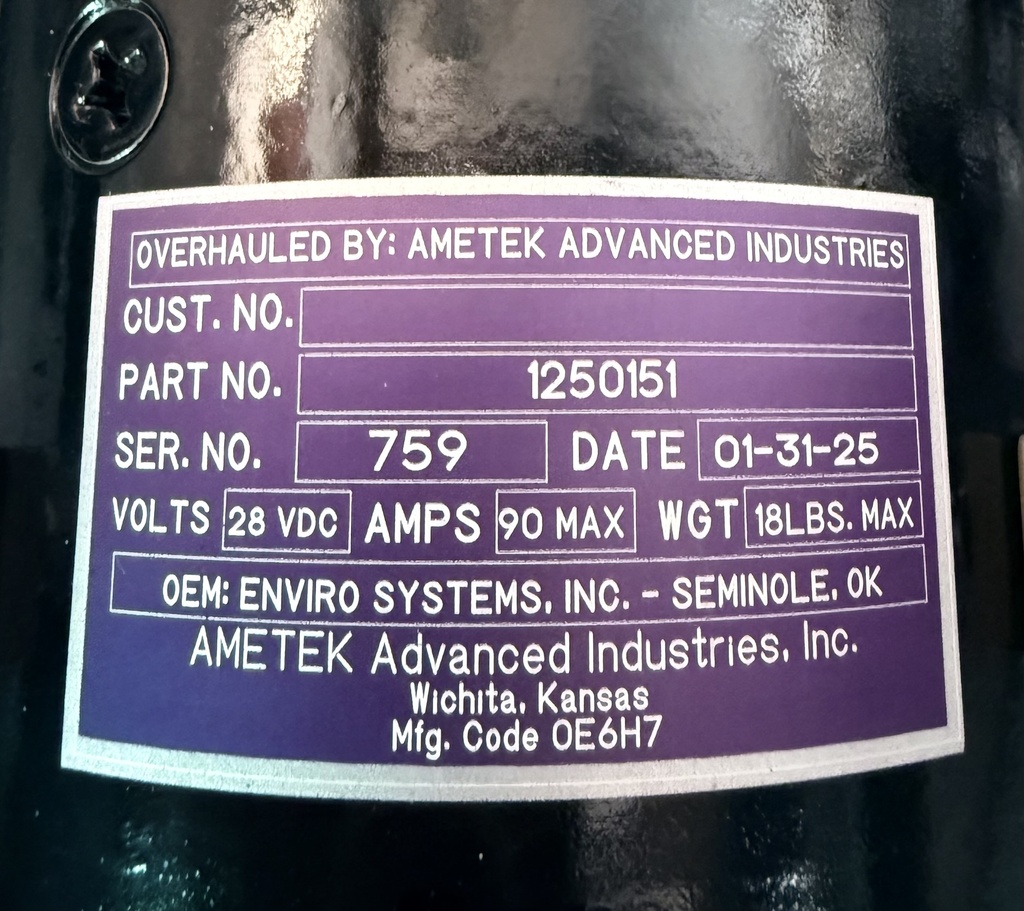 OVERHAULED BY: AMETEK ADVANCED INDUSTRIES
CUST. NO.
PART NO. 1250151
SER. NO. 759 DATE 01-31-25
VOLTS 28 VDC AMPS 90 MAX WGT 18LBS. MAX
OEM: ENVIRO SYSTEMS, INC. - SEMINOLE, OK
AMETEK Advanced Industries, Inc.
Wichita, Kansas
Mfg. Code 0E6H7